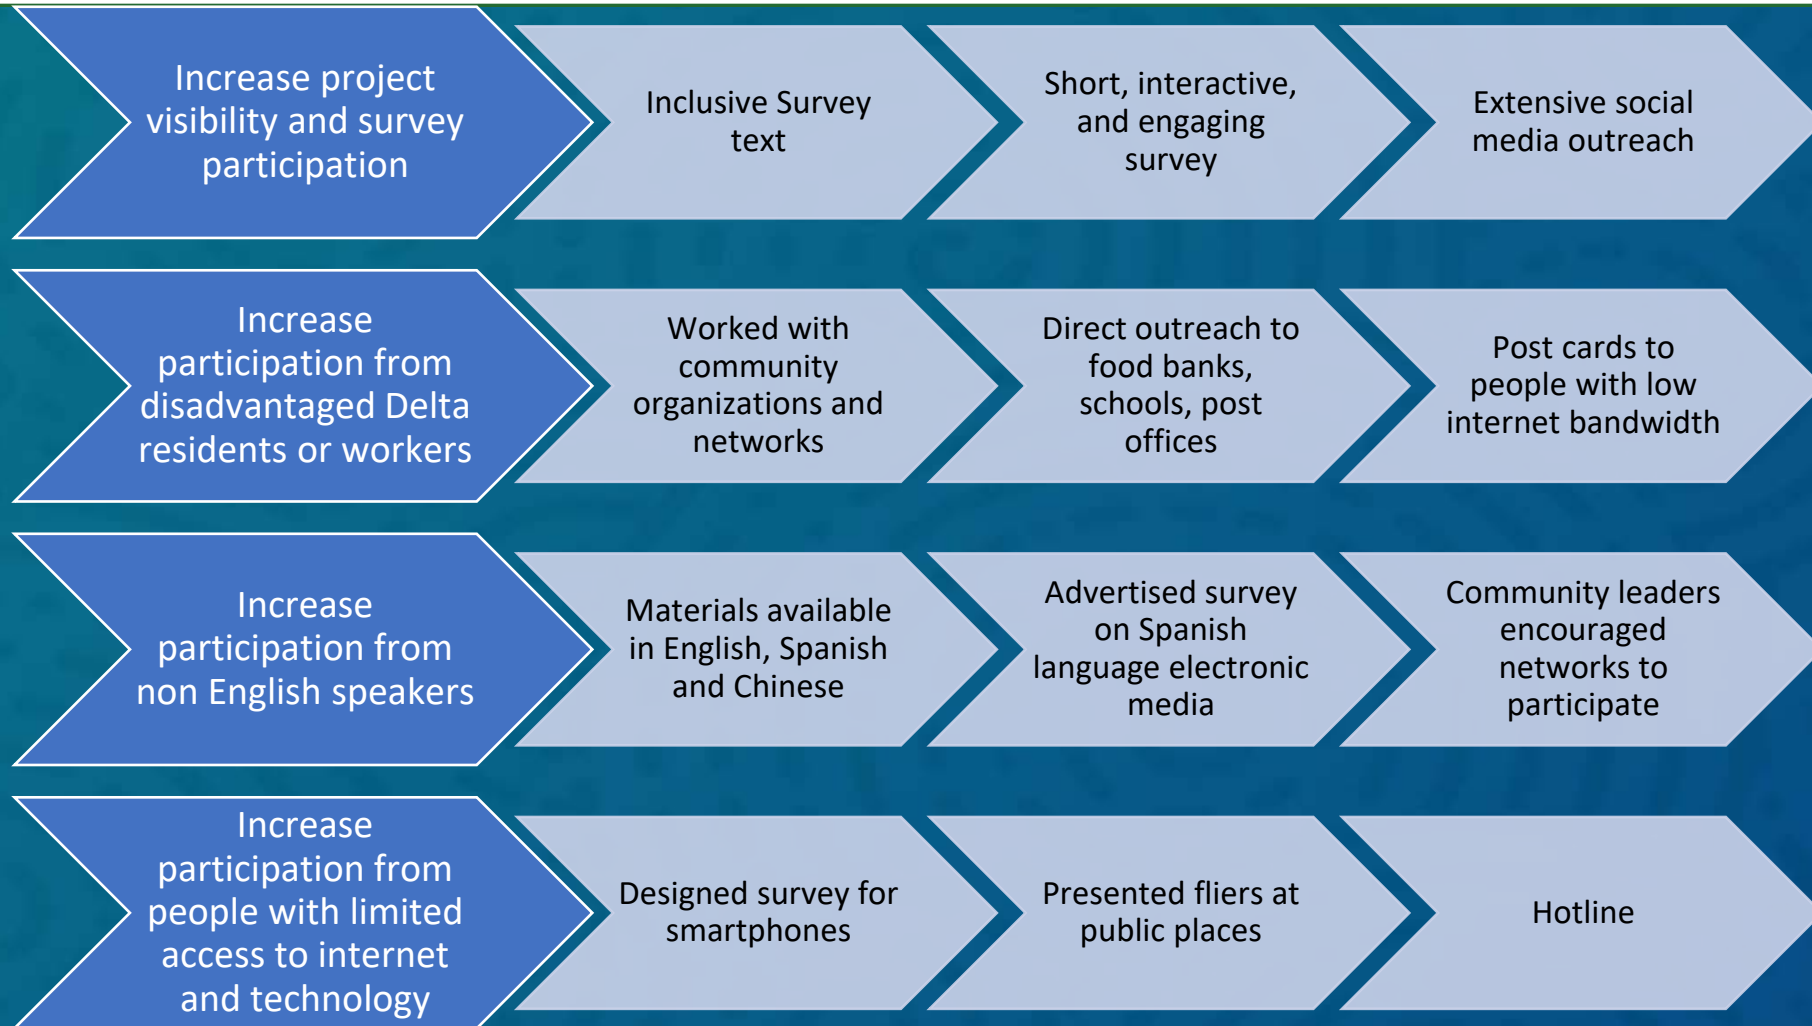 Increase project
visibility and survey
participation
Inclusive Survey
text
Short, interactive,
and engaging
survey
Extensive social
media outreach
Increase
participation from
disadvantaged Delta
residents or workers
Worked with
community
organizations and
networks
Direct outreach to
food banks,
schools, post
offices
Post cards to
people with low
internet bandwidth
Increase
participation from
non English speakers
Materials available
in English, Spanish
and Chinese
Advertised survey
on Spanish
language electronic
media
Community leaders
encouraged
networks to
participate
Increase
participation from
people with limited
access to internet
and technology
Designed survey for
smartphones
Presented fliers at
public places
Hotline